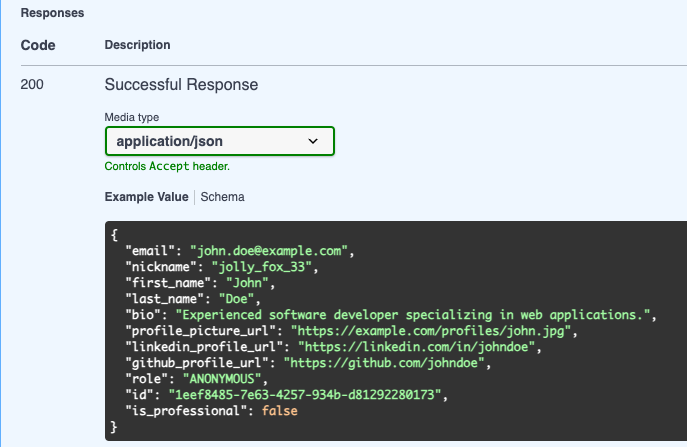 Responses
Code Description
200 Successful Response
Media type
application/json
Controls Accept header.
Example Value Schema
{
  "email": "john.doe@example.com",
  "nickname": "jolly_fox_33",
  "first_name": "John",
  "last_name": "Doe",
  "bio": "Experienced software developer specializing in web applications.",
  "profile_picture_url": "https://example.com/profiles/john.jpg",
  "linkedin_profile_url": "https://linkedin.com/in/johndoe",
  "github_profile_url": "https://github.com/johndoe",
  "role": "ANONYMOUS",
  "id": "1eef8485-7e63-4257-934b-d81292280173",
  "is_professional": false
}